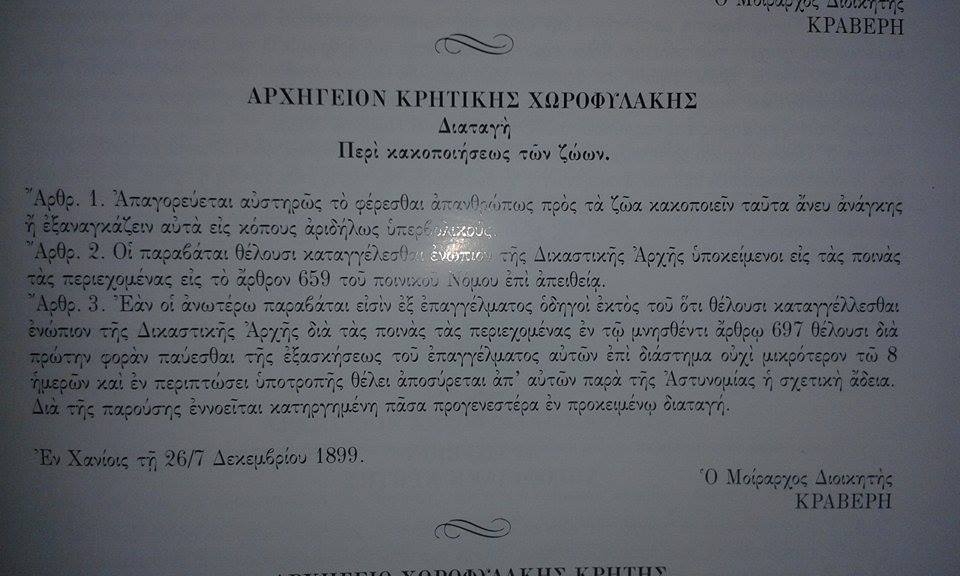 Ὁ Μοίραρχος Διοικητὴς
ΚΡΑΒΕΡΗ
ΑΡΧΗΓΕΙΟΝ ΚΡΗΤΙΚΗΣ ΧΩΡΟΦΥΛΑΚΗΣ
Διαταγὴ
Περὶ κακοποιήσεως τῶν ζώων.
Ἄρθρ. 1. Ἀπαγορεύεται αὐστηρῶς τὸ φέρεσθαι ἀπανθρώπως πρὸς τὰ ζῶα κακοποιεῖν ταῦτα ἄνευ ἀνάγκης
ἢ ἐξαναγκάζειν αὐτὰ εἰς κόπους ἀριδήλως ὑπερβολικούς.
Ἄρθρ. 2. Οἱ παραβάται θέλουσι καταγγέλεσθαι ἐνώπιον τῆς Δικαστικῆς Ἀρχῆς ὑποκείμενοι εἰς τὰς ποινὰς
τὰς περιεχομένας εἰς τὸ ἄρθρον 659 τοῦ ποινικοῦ Νόμου ἐπὶ ἀπειθείᾳ.
Ἄρθρ. 3. Ἐὰν οἱ ἀνωτέρω παραβάται εἰσὶν ἐξ ἐπαγγέλματος ὁδηγοὶ ἐκτὸς τοῦ ὅτι θέλουσι καταγγέλλεσθαι
ἐνώπιον τῆς Δικαστικῆς Ἀρχῆς διὰ τὰς ποινὰς τὰς περιεχομένας ἐν τῷ μνησθέντι ἄρθρῳ 697 θέλουσι διὰ
πρώτην φορὰν παύεσθαι τῆς ἐξασκήσεως τοῦ ἐπαγγέλματος αὐτῶν ἐπὶ διάστημα οὐχὶ μικρότερον τῶ 8
ἡμερῶν καὶ ἐν περιπτώσει ὑποτροπῆς θέλει ἀποσύρεται ἀπ' αὐτῶν παρὰ τῆς Ἀστυνομίας ἡ σχετικὴ ἄδεια.
Διὰ τῆς παρούσης ἐννοεῖται κατηργημένη πᾶσα προγενεστέρα ἐν προκειμένῳ διαταγή.
Ἐν Χανίοις τῇ 26/7 Δεκεμβρίου 1899.
Ὁ Μοίραρχος Διοικητὴς
ΚΡΑΒΕΡΗ
ΑΡΧΗΓΕΙΟ ΧΩΡΟΦΥΛΑΚΗΣ ΚΡΗΤΗΣ